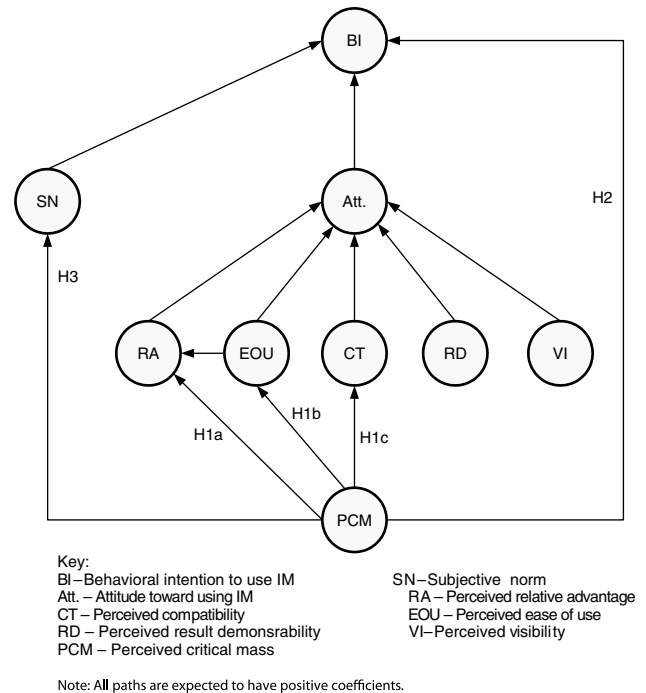 BI
H2
SN
Att.
H3
RA
EOU
CT
RD
VI
H1b
H1a
H1c
PCM
Key:
BI–Behavioral intention to use IM
SN–Subjective norm
Att. – Attitude toward using IM
RA – Perceived relative advantage
CT – Perceived compatibility
EOU – Perceived ease of use
RD – Perceived result demonsrability
VI–Perceived visibility
PCM – Perceived critical mass
Note: All paths are expected to have positive coefficients.